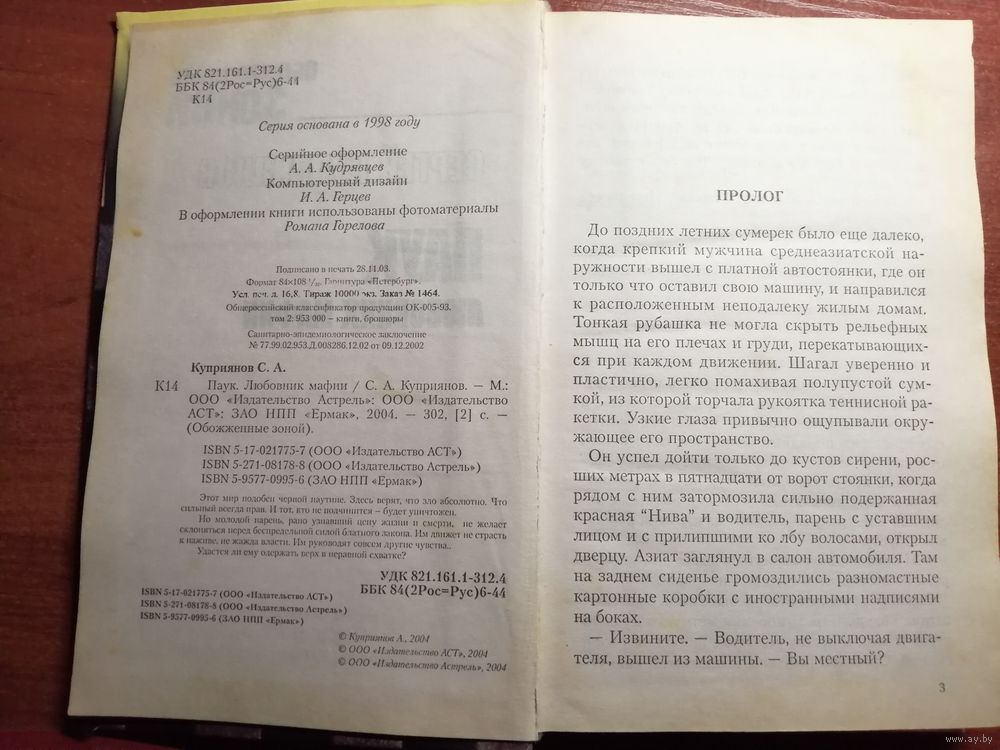 УДК 821.161.1-312.4
ББК 84(2Рос=Рус)6-44
К14
Серия основана в 1998 году
Серийное оформление
А. А. Кудрявцев
Компьютерный дизайн
И. А. Герцев
В оформлении книги использованы фотоматериалы
Романа Горелова
Подписано в печать 28.11.03.
Формат 84×108 1/32. Гарнитура «Петербург».
Усл. печ. л. 16,8. Тираж 10000 экз. Заказ № 1464.
Общероссийский классификатор продукции ОК-005-93,
том 2: 953 000 – книги, брошюры
Санитарно-эпидемиологическое заключение
№ 77.99.02.953.Д.008286.12.02 от 09.12.2002
Куприянов С. А.
К14 Паук. Любовник мафии / С. А. Куприянов. — М.:
ООО «Издательство Астрель»: ООО «Издательство
АСТ»: ЗАО НПП «Ермак», 2004. — 302, [2] с. —
(Обожженные зоной).
ISBN 5-17-021775-7 (ООО «Издательство АСТ»)
ISBN 5-271-08178-8 (ООО «Издательство Астрель»)
ISBN 5-9577-0995-6 (ЗАО НПП «Ермак»)
Этот мир подобен черной паутине. Здесь верят, что зло абсолютно. Что
сильный всегда прав. И тот, кто не подчинится – будет уничтожен.
Но молодой парень, рано узнавший цену жизни и смерти, не желает
склоняться перед беспредельной силой блатного закона. Им движет не страсть
к наживе, не жажда власти. Им руководят совсем другие чувства..
Удастся ли ему одержать верх в неравной схватке?
УДК 821.161.1-312.4
ББК 84(2Рос=Рус)6-44
ISBN 5-17-021775-7 (ООО «Издательство АСТ»)
ISBN 5-271-08178-8 (ООО «Издательство Астрель»)
ISBN 5-9577-0995-6 (ЗАО НПП «Ермак»)
© Куприянов А., 2004
© ООО «Издательство АСТ», 2004
© ООО «Издательство Астрель», 2004
ПРОЛОГ
До поздних летних сумерек было еще далеко,
когда крепкий мужчина среднеазиатской на-
ружности вышел с платной автостоянки, где он
только что оставил свою машину, и направился
к расположенным неподалеку жилым домам.
Тонкая рубашка не могла скрыть рельефных
мышц на его плечах и груди, перекатывающих-
ся при каждом движении. Шагал уверенно и
пластично, легко помахивая полупустой сум-
кой, из которой торчала рукоятка теннисной ра-
кетки. Узкие глаза привычно ощупывали окру-
жающее его пространство.
Он успел дойти только до кустов сирени, рос-
ших метрах в пятнадцати от ворот стоянки, когда
рядом с ним затормозила сильно подержанная
красная “Нива” и водитель, парень с уставшим
лицом и с прилипшими ко лбу волосами, открыл
дверцу. Азиат заглянул в салон автомобиля. Там
на заднем сиденье громоздились разномастные
картонные коробки с иностранными надписями
на боках.
— Извините. — Водитель, не выключая двига-
теля, вышел из машины. — Вы местный?
3
www.ay.by